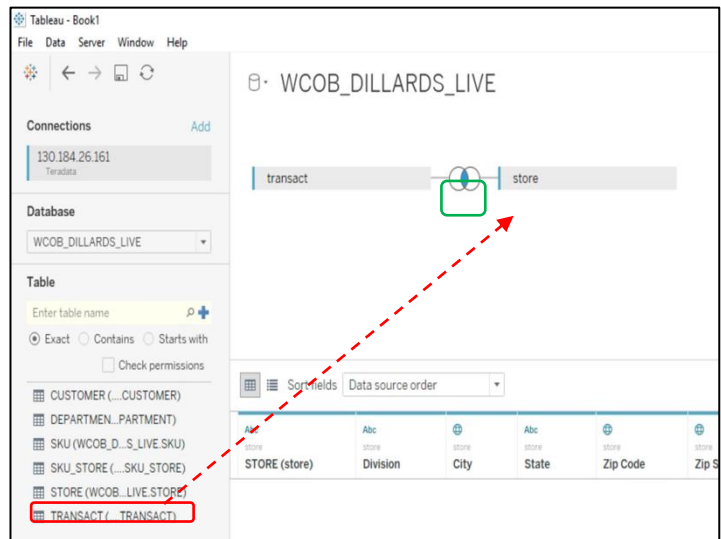 Tableau - Book1
File Data Server Window Help
WCOB_DILLARDS_LIVE
Connections Add
130.184.26.161
Teradata
transact
store
Database
WCOB_DILLARDS_LIVE
Table
Enter table name
Exact Contains Starts with
Check permissions
Sort fields Data source order
CUSTOMER (....CUSTOMER)
DEPARTMEN...PARTMENT)
SKU (WCOB_D...S_LIVE.SKU)
SKU_STORE (....SKU_STORE)
STORE (WCOB...LIVE.STORE)
TRANSACT (....TRANSACT)
Abc Abc Abc
store store store store store
STORE (store) Division City State Zip Code Zip S